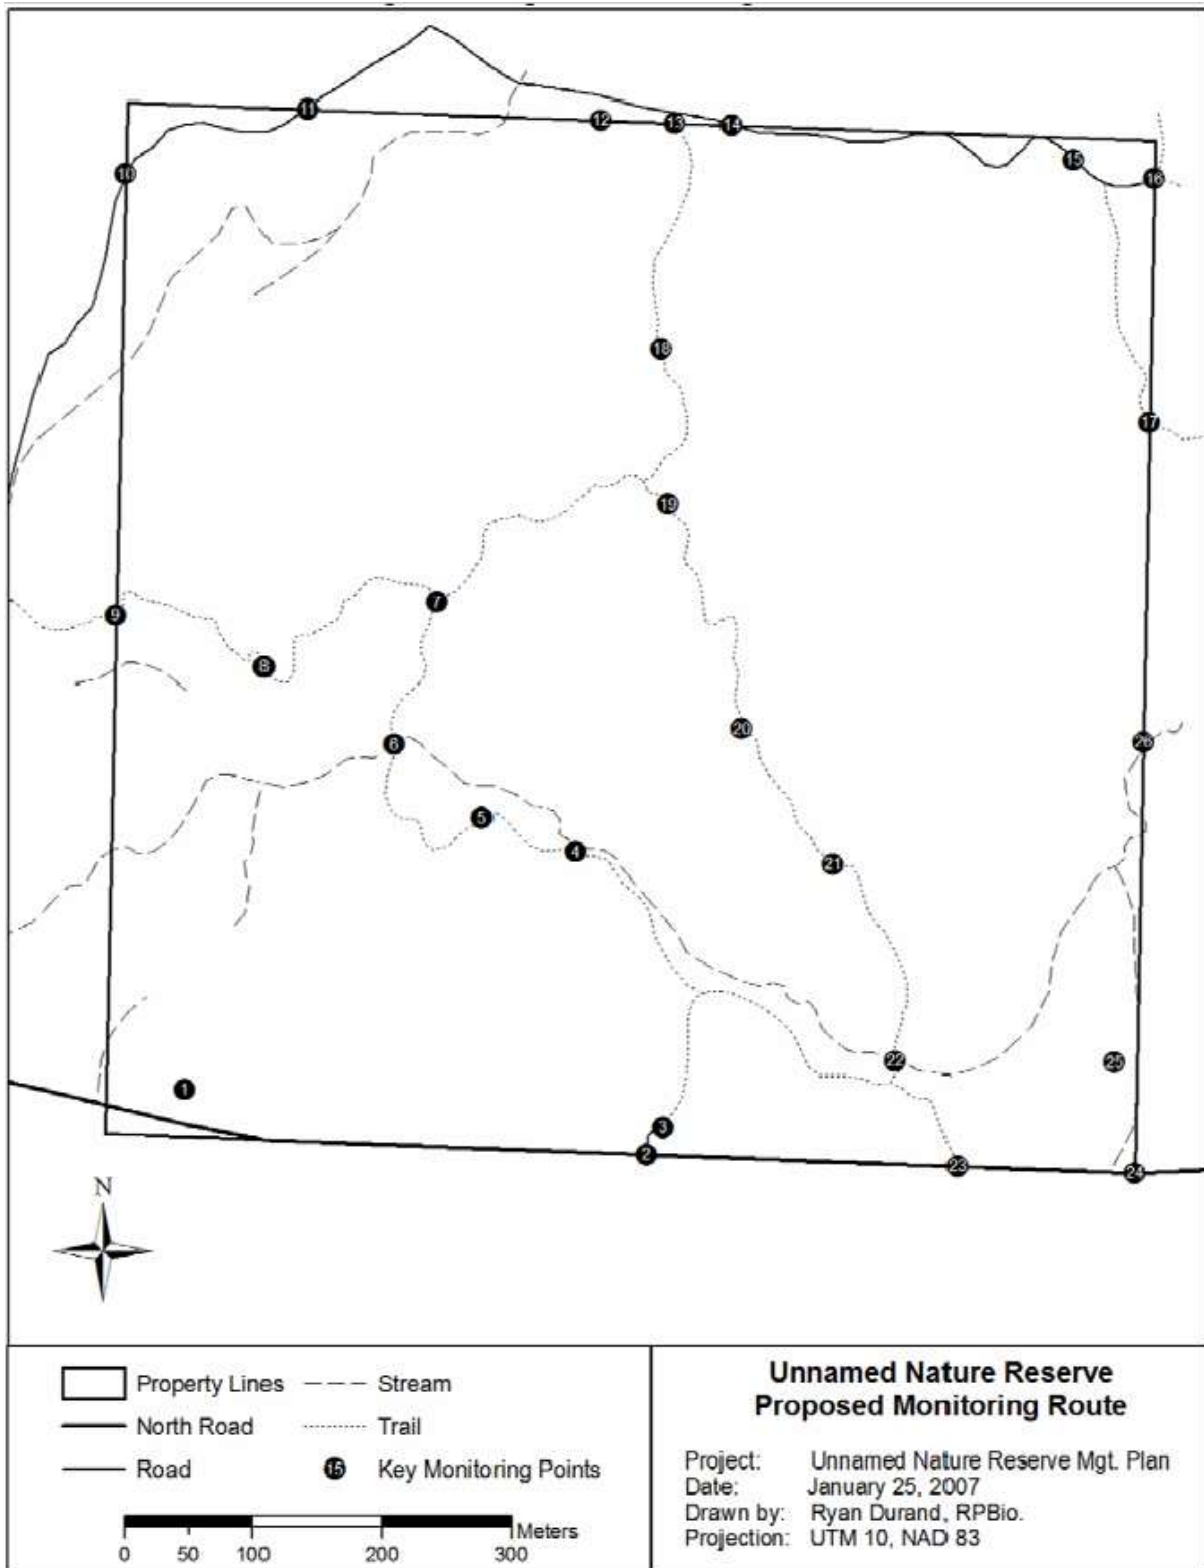 11
12
13
14
15
10
16
18
17
19
7
9
8
6
20
26
5
4
21
22
25
1
3
2
23
24
N
Property Lines
Stream
North Road
Trail
Road
15
Key Monitoring Points
Meters
0 50 100 200 300
Unnamed Nature Reserve
Proposed Monitoring Route
Project: Unnamed Nature Reserve Mgt. Plan
Date: January 25, 2007
Drawn by: Ryan Durand, RPBio.
Projection: UTM 10, NAD 83